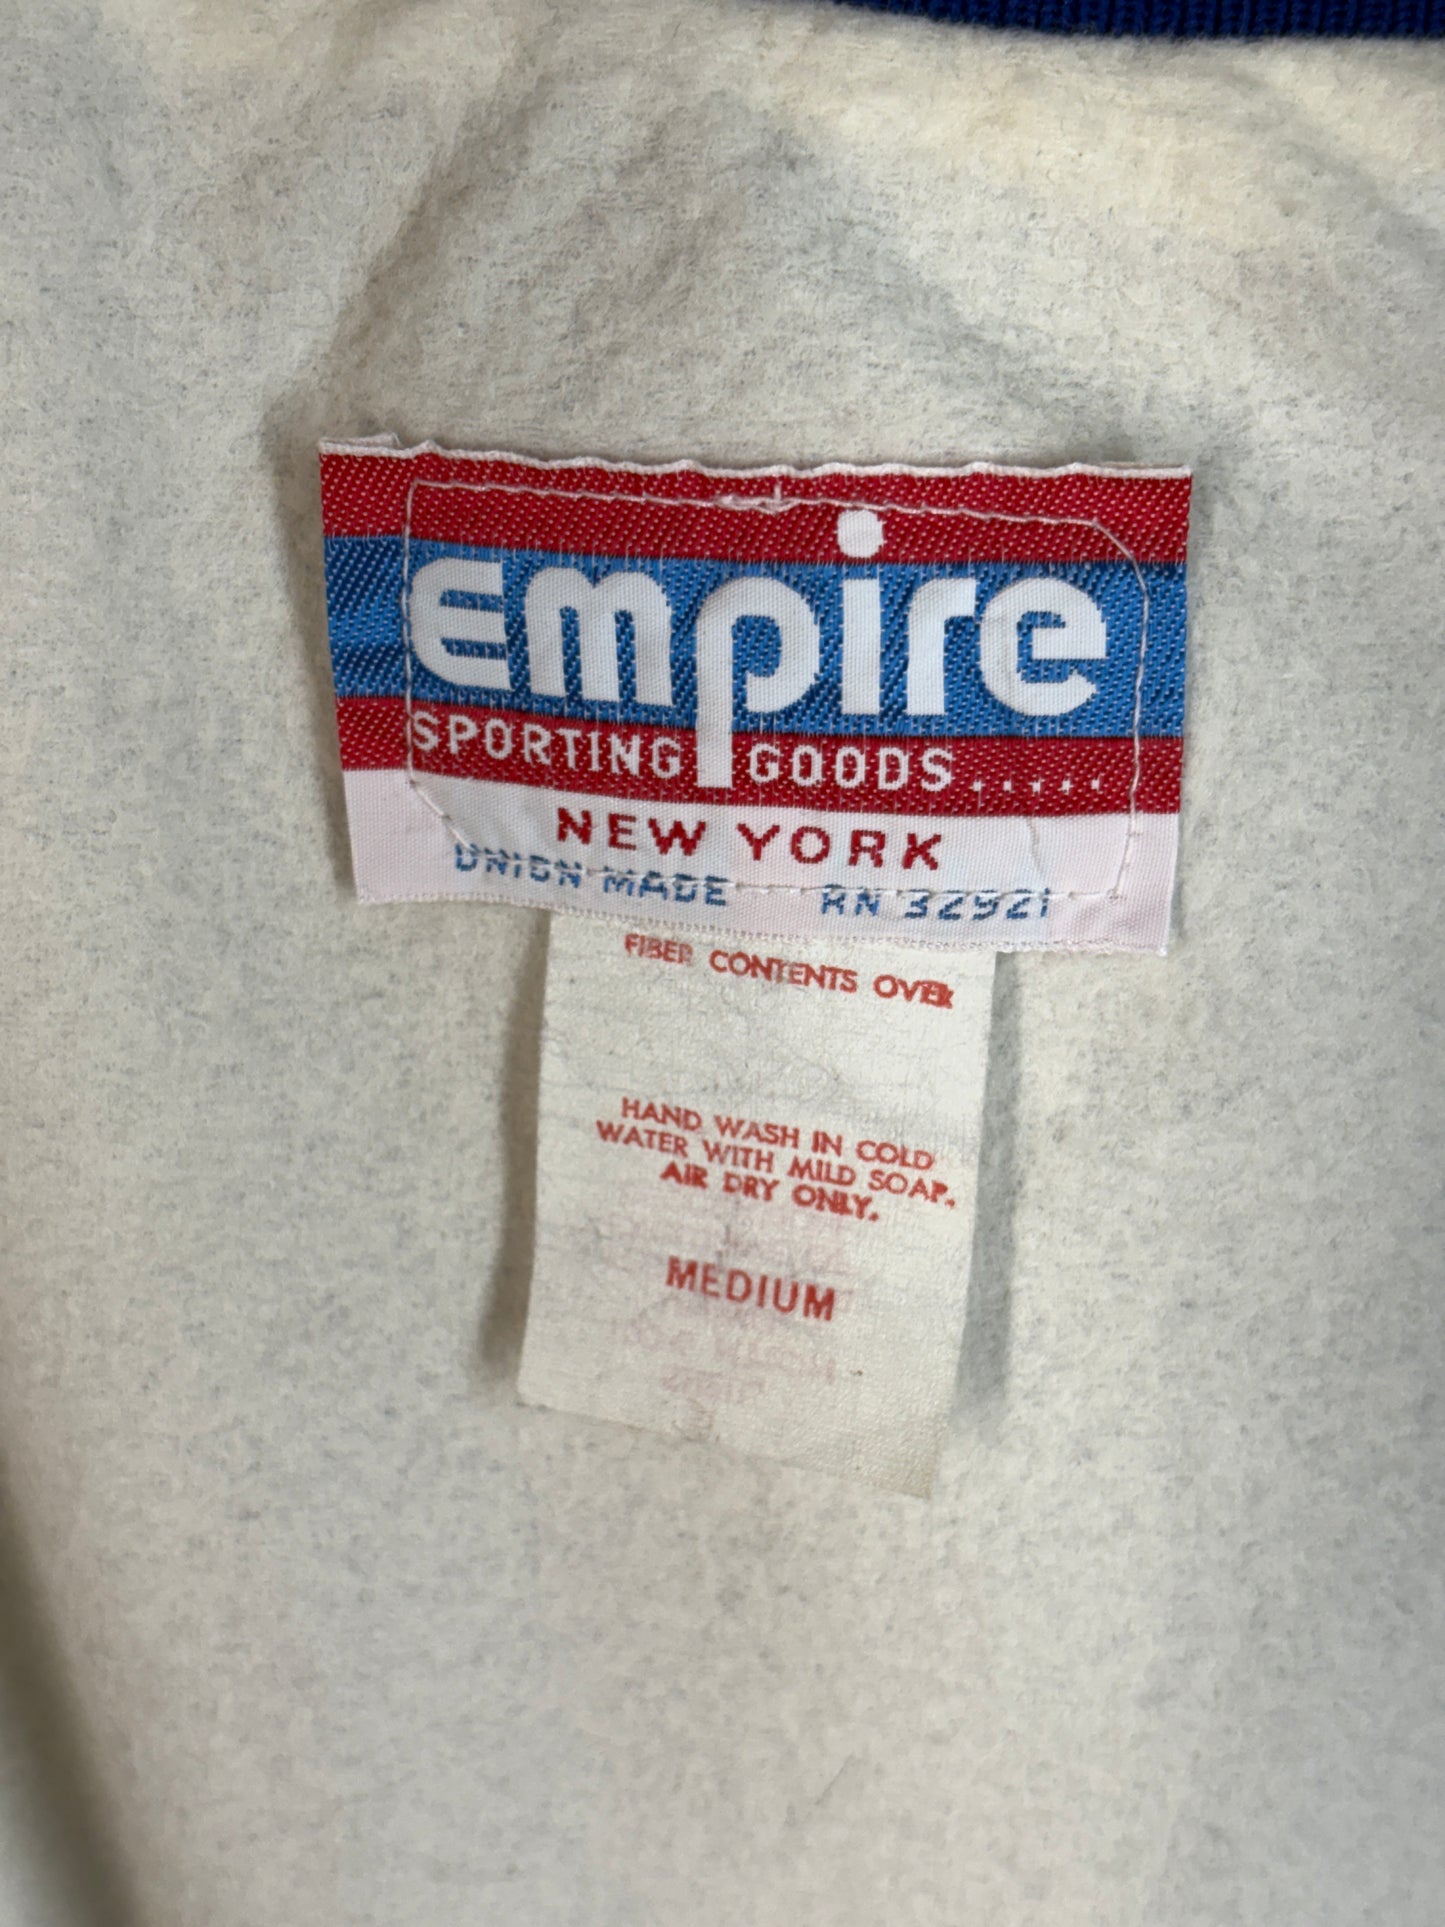 empire
SPORTING GOODS.....
NEW YORK
UNION MADE RN 32921
FIBER CONTENTS OVER
HAND WASH IN COLD
WATER WITH MILD SOAP.
AIR DRY ONLY.
MEDIUM